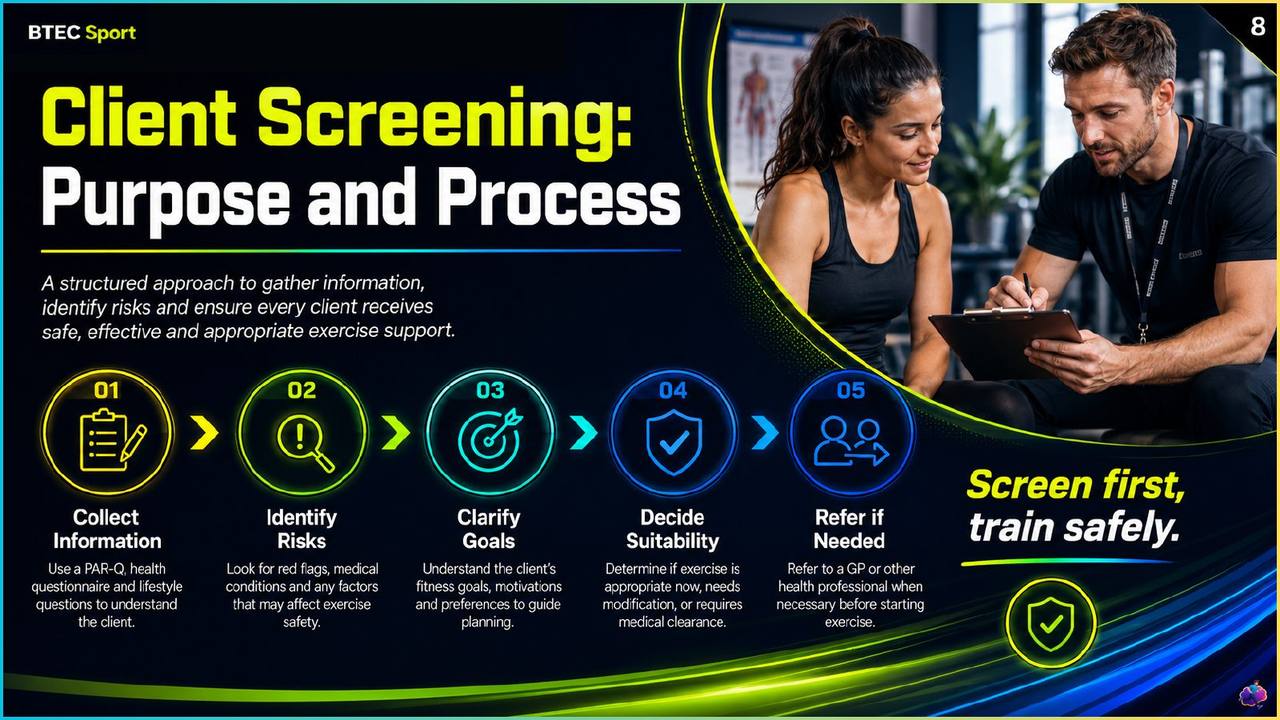 BTEC Sport
8
Client Screening:
Purpose and Process
A structured approach to gather information,
identify risks and ensure every client receives
safe, effective and appropriate exercise support.
01
Collect
Information
Use a PAR-Q, health
questionnaire and lifestyle
questions to understand
the client.
02
Identify
Risks
Look for red flags, medical
conditions and any factors
that may affect exercise
safety.
03
Clarify
Goals
Understand the client's
fitness goals, motivations
and preferences to guide
planning.
04
Decide
Suitability
Determine if exercise is
appropriate now, needs
modification, or requires
medical clearance.
05
Refer if
Needed
Refer to a GP or other
health professional when
necessary before starting
exercise.
Screen first,
train safely.